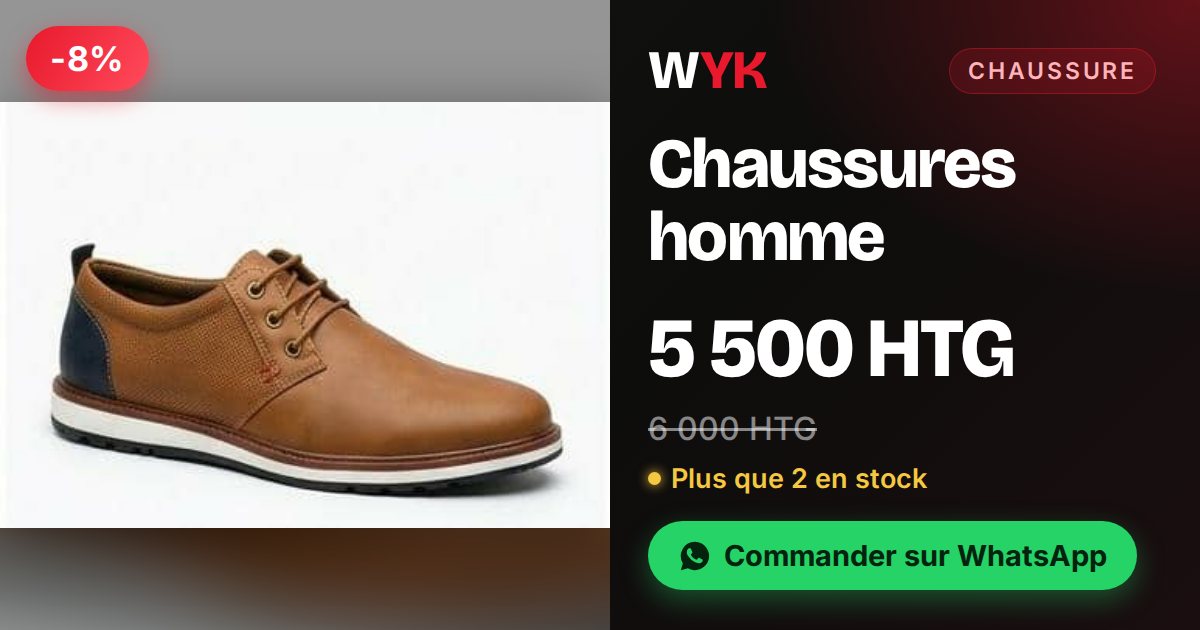 -8%
WYK
CHAUSSURE
Chaussures
homme
5 500 HTG
6 000 HTG
Plus que 2 en stock
Commander sur WhatsApp